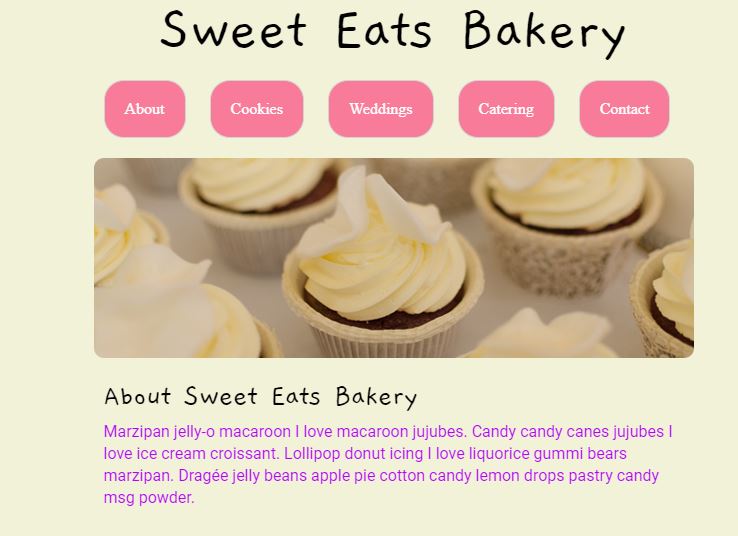 Sweet Eats Bakery
About Cookies Weddings Catering Contact
About Sweet Eats Bakery
Marzipan jelly-o macaroon I love macaroon jujubes. Candy candy canes jujubes I
love ice cream croissant. Lollipop donut icing I love liquorice gummi bears
marzipan. Dragée jelly beans apple pie cotton candy lemon drops pastry candy
msg powder.